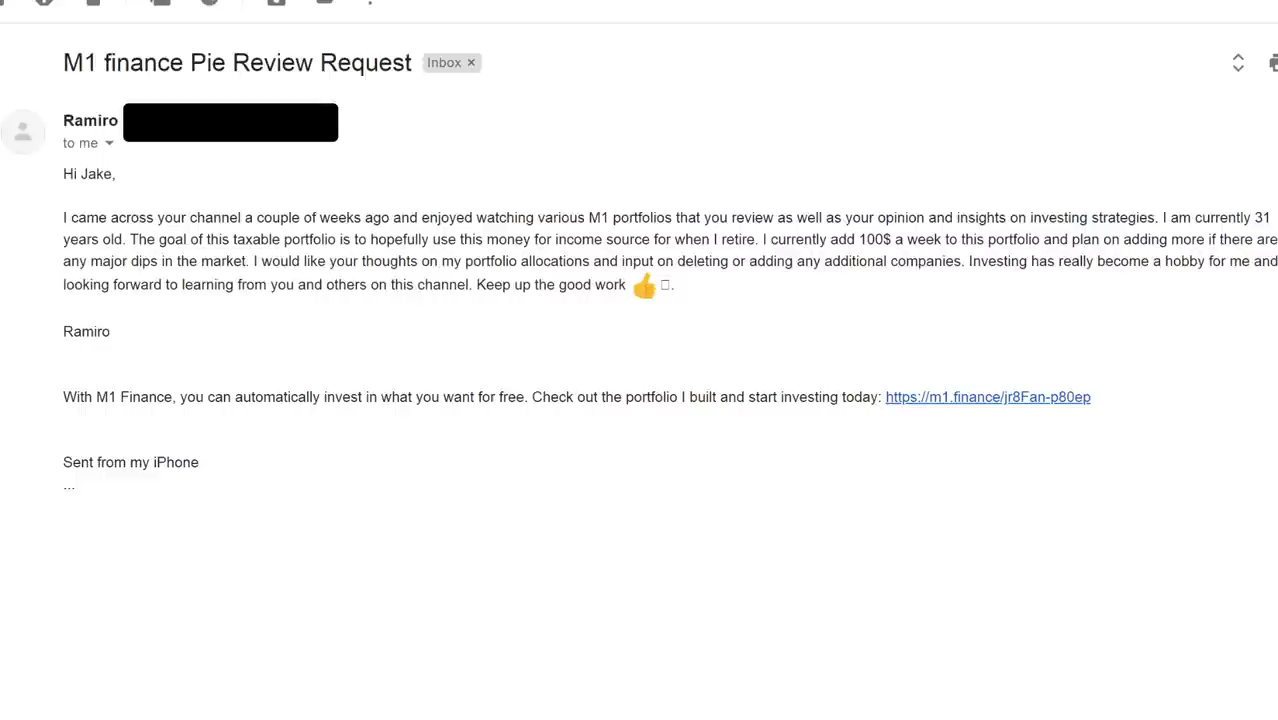 M1 finance Pie Review Request Inbox ×
Ramiro
to me
Hi Jake,
I came across your channel a couple of weeks ago and enjoyed watching various M1 portfolios that you review as well as your opinion and insights on investing strategies. I am currently 31
years old. The goal of this taxable portfolio is to hopefully use this money for income source for when I retire. I currently add 100$ a week to this portfolio and plan on adding more if there are
any major dips in the market. I would like your thoughts on my portfolio allocations and input on deleting or adding any additional companies. Investing has really become a hobby for me and
looking forward to learning from you and others on this channel. Keep up the good work 👍 .
Ramiro
With M1 Finance, you can automatically invest in what you want for free. Check out the portfolio I built and start investing today: https://m1.finance/jr8Fan-p80ep
Sent from my iPhone
...